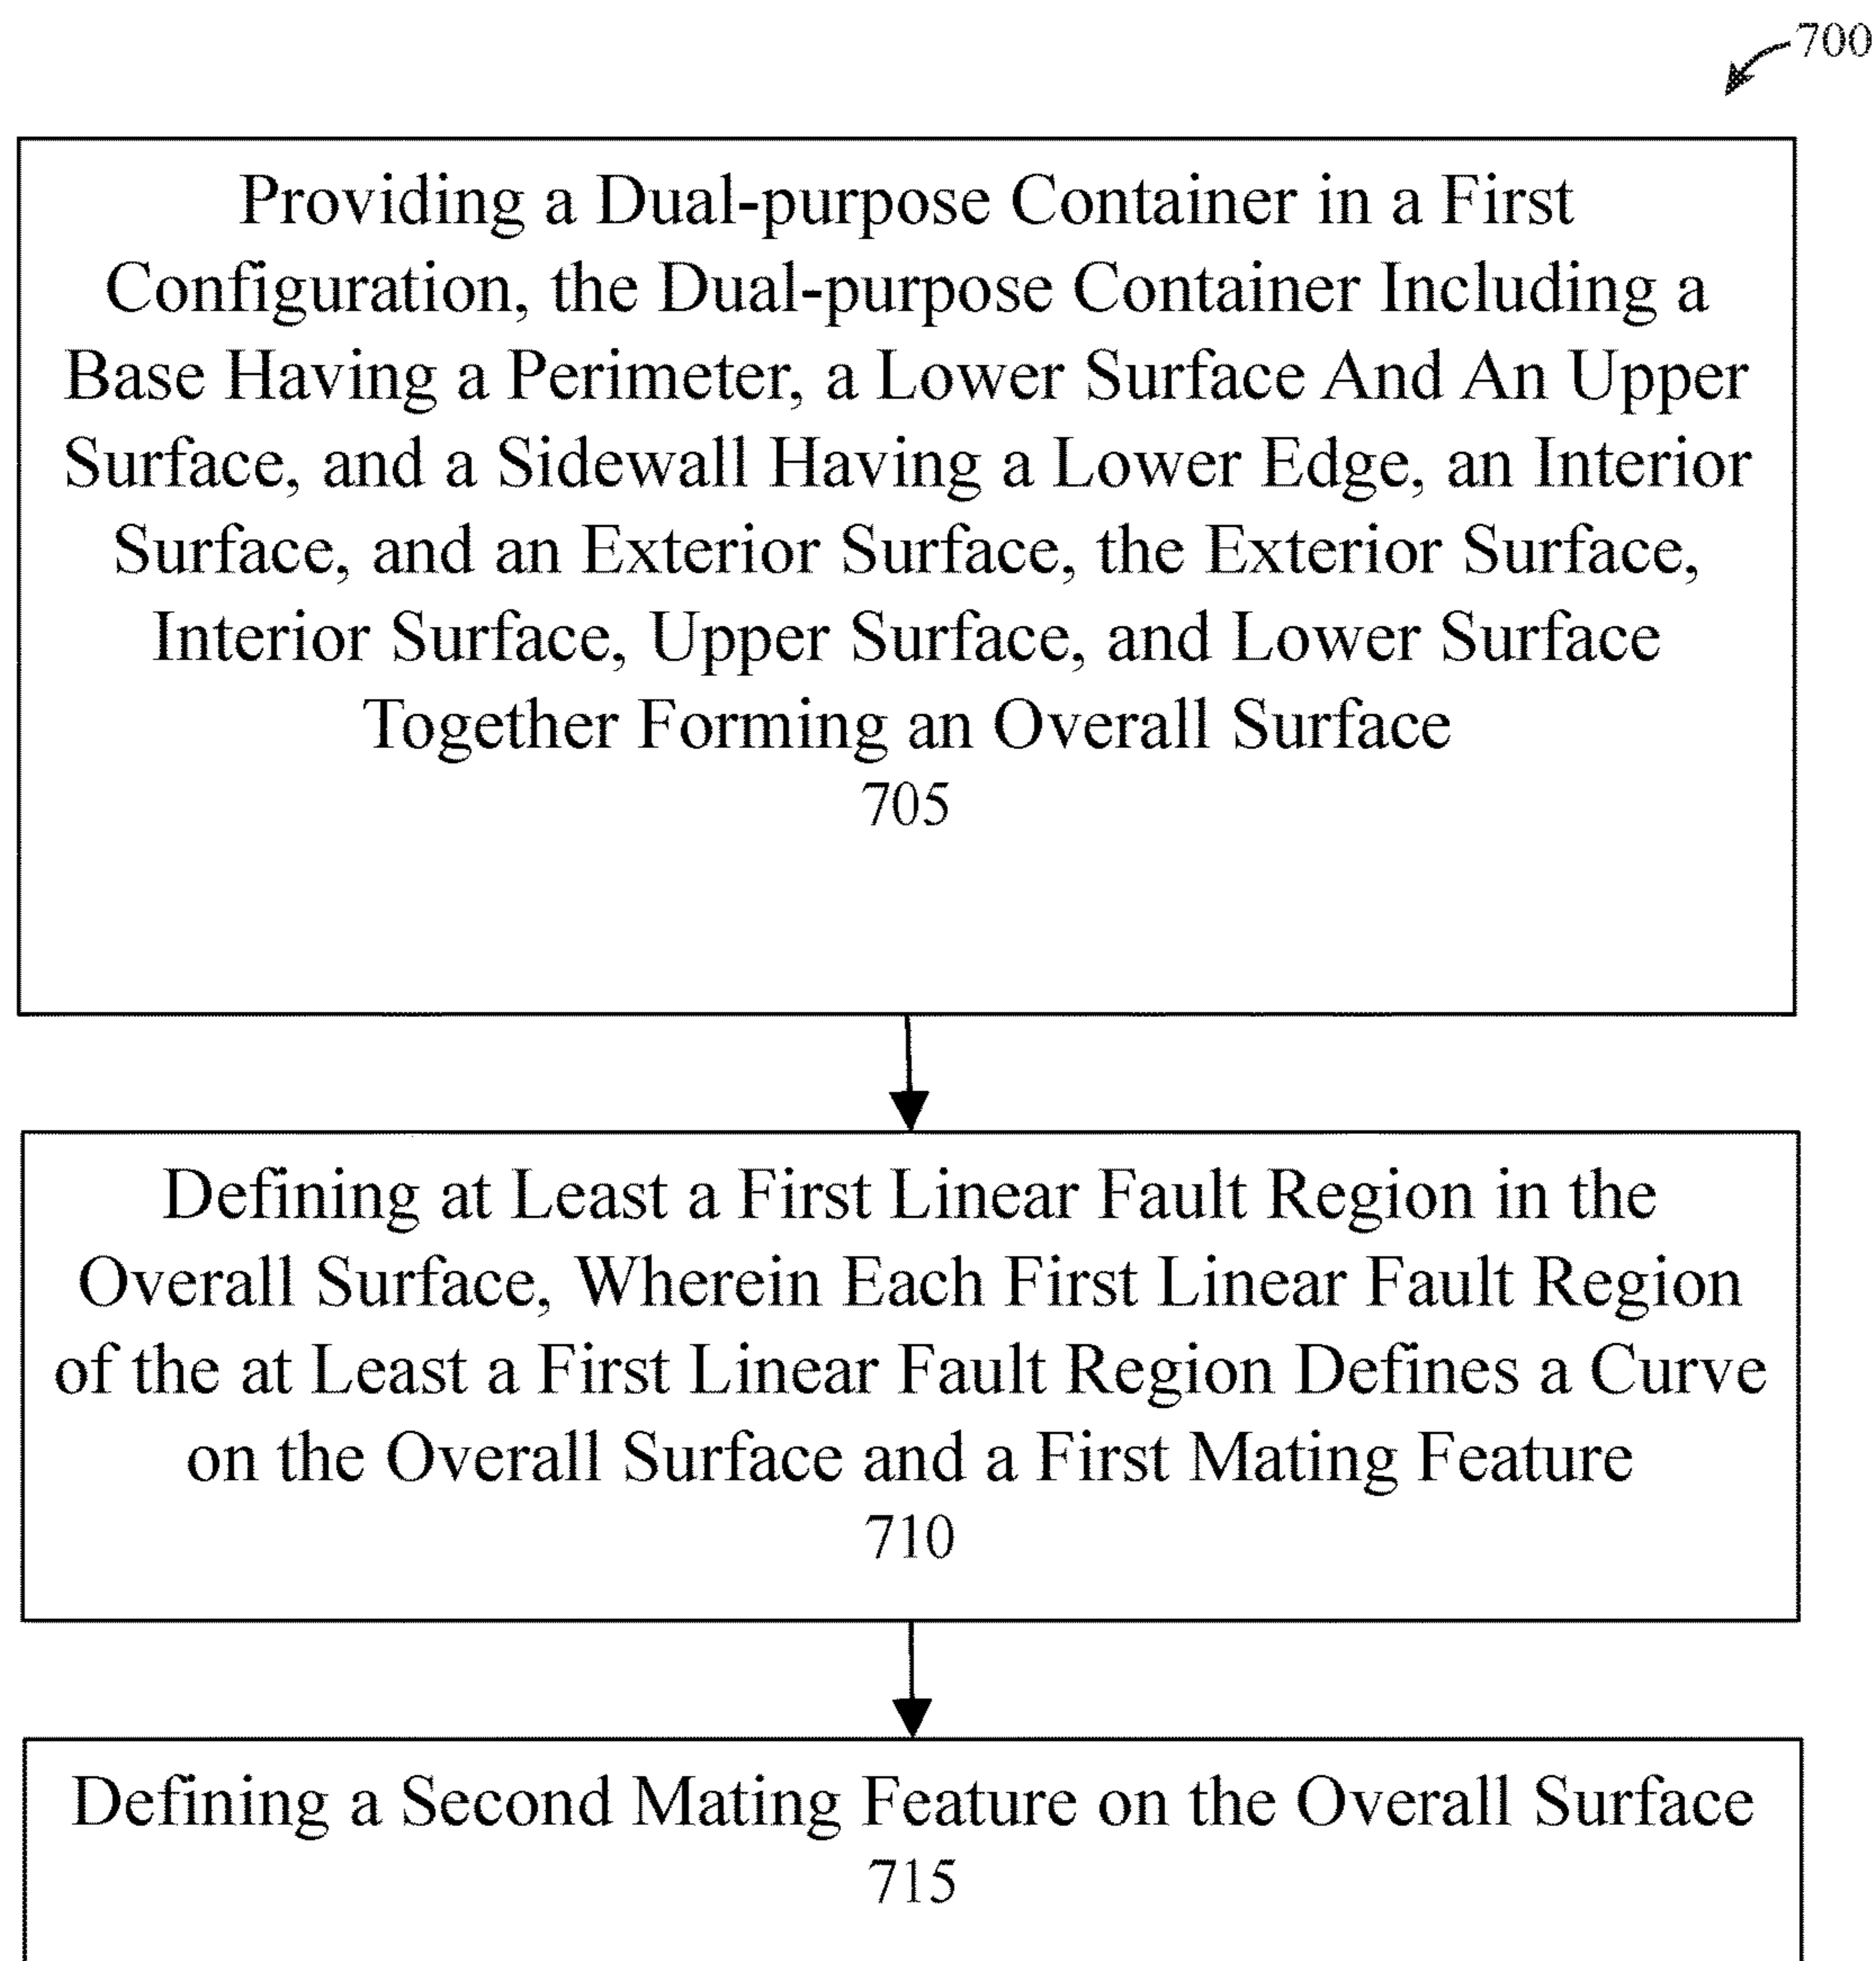 700
Providing a Dual-purpose Container in a First
Configuration, the Dual-purpose Container Including a
Base Having a Perimeter, a Lower Surface And An Upper
Surface, and a Sidewall Having a Lower Edge, an Interior
Surface, and an Exterior Surface, the Exterior Surface,
Interior Surface, Upper Surface, and Lower Surface
Together Forming an Overall Surface
705
Defining at Least a First Linear Fault Region in the
Overall Surface, Wherein Each First Linear Fault Region
of the at Least a First Linear Fault Region Defines a Curve
on the Overall Surface and a First Mating Feature
710
Defining a Second Mating Feature on the Overall Surface
715